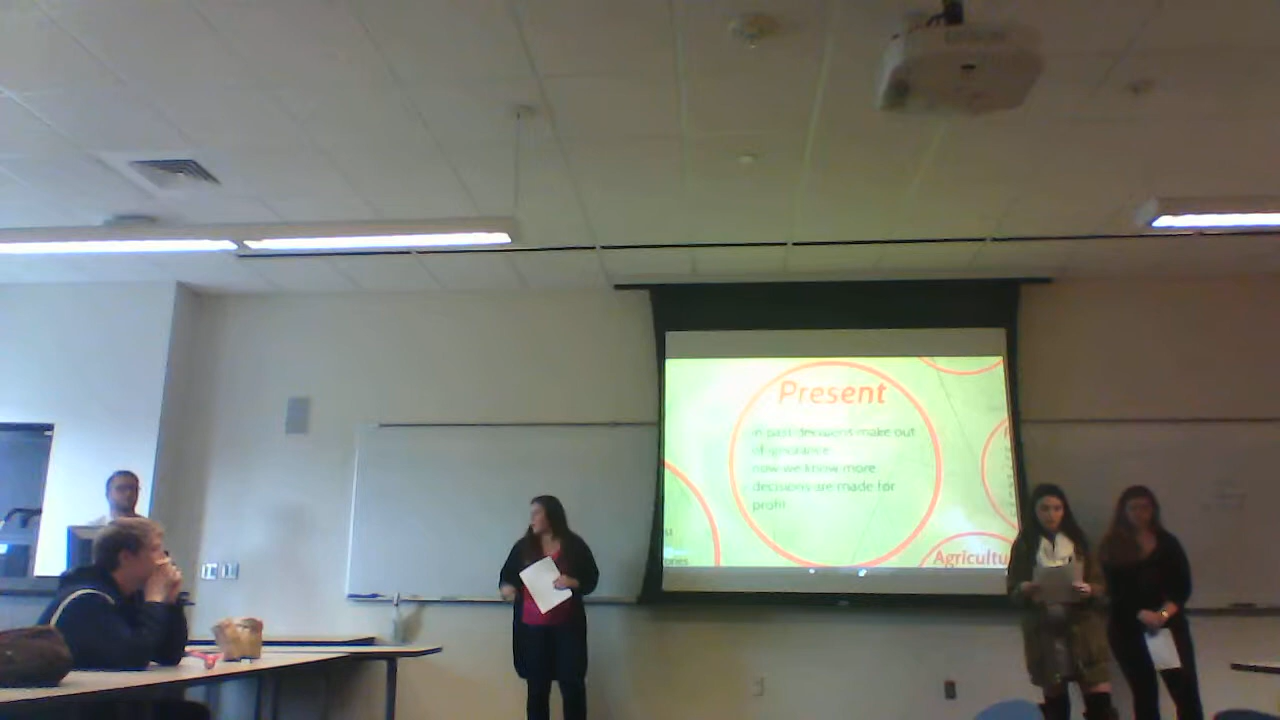 Present
in past decisions make out
of ignorance
now we know more
decisions are made for
profit
Agricultu